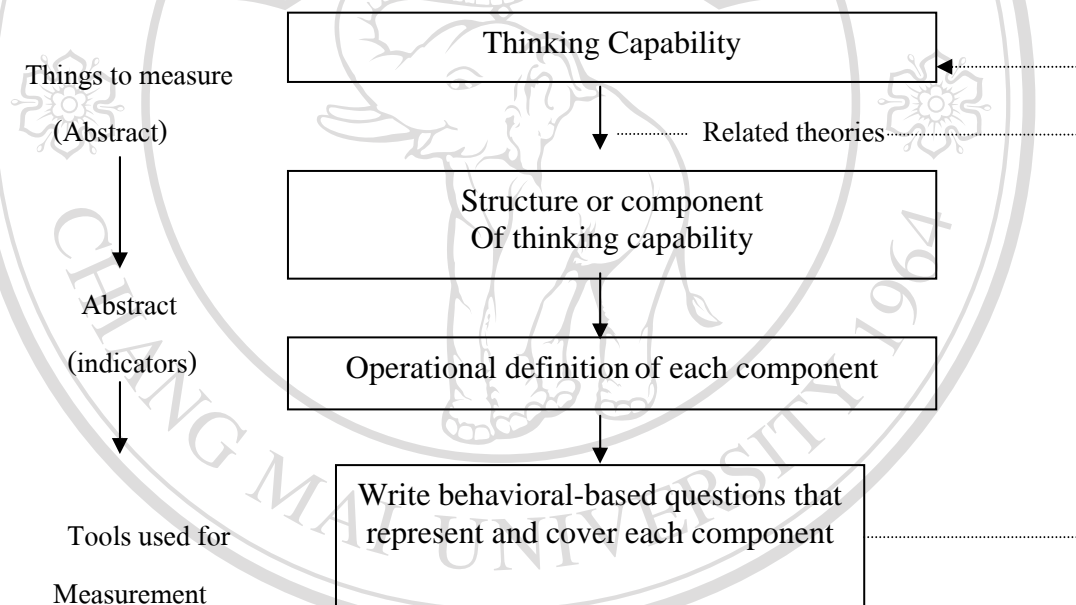 Thinking Capability
Things to measure
(Abstract)
Related theories
Structure or component
Of thinking capability
Abstract
(indicators)
Operational definition of each component
Write behavioral-based questions that
represent and cover each component
Tools used for
Measurement
CHIANG MAI UNIVERSITY 1964